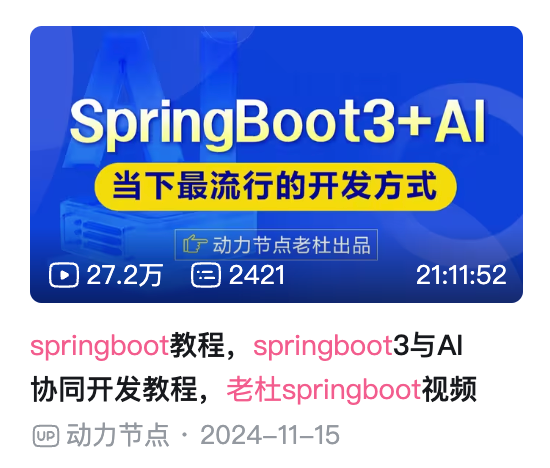 SpringBoot3+AI
当下最流行的开发方式
动力节点老杜出品
27.2万 2421 21:11:52
springboot教程，springboot3与AI
协同开发教程，老杜springboot视频
UP 动力节点 · 2024-11-15